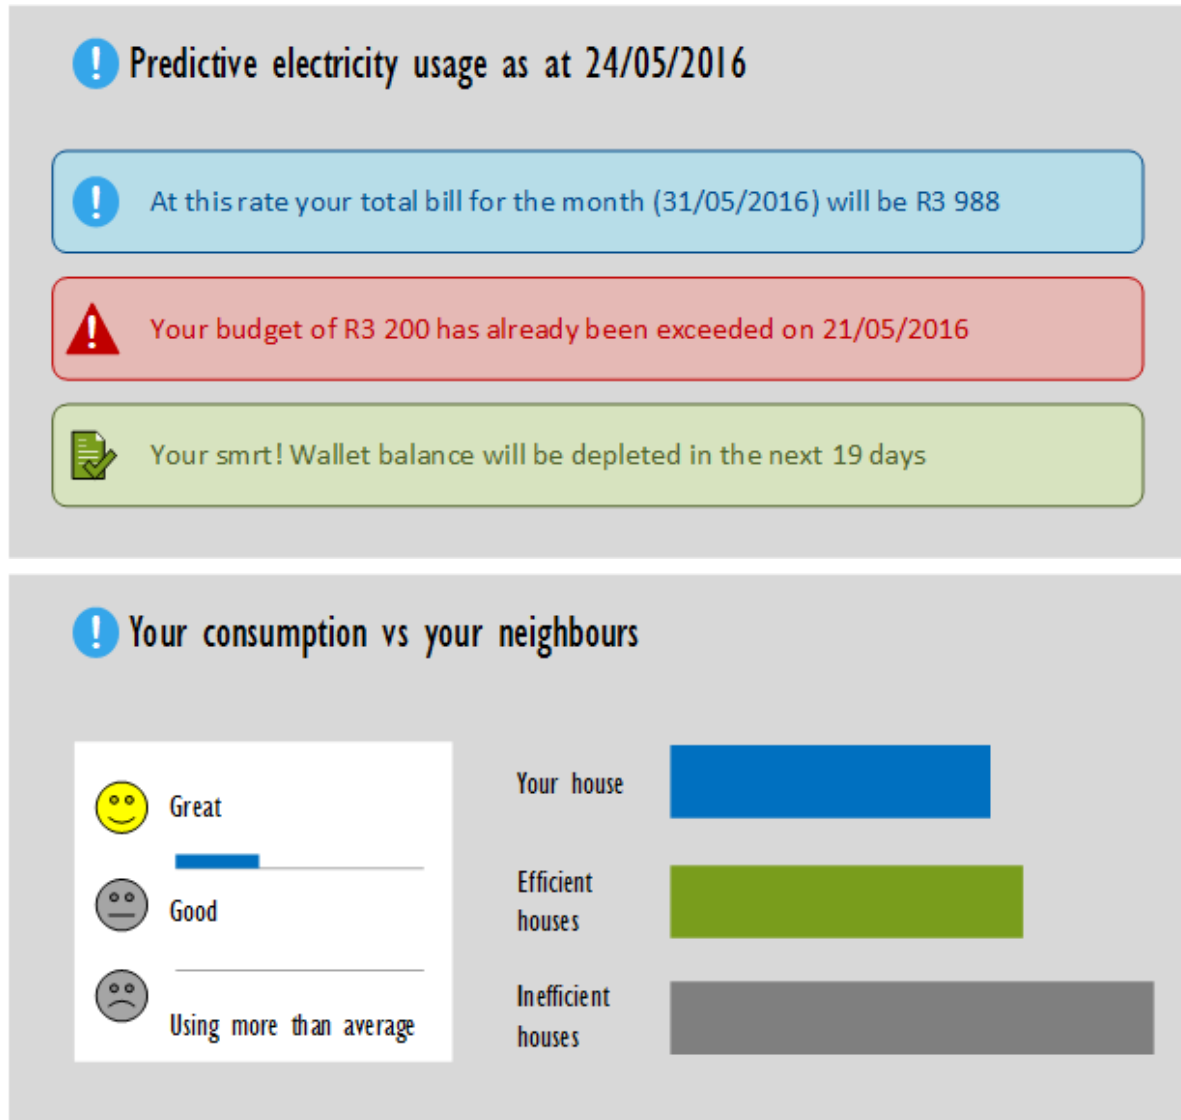 Predictive electricity usage as at 24/05/2016
At this rate your total bill for the month (31/05/2016) will be R3 988
Your budget of R3 200 has already been exceeded on 21/05/2016
Your smrt! Wallet balance will be depleted in the next 19 days
Your consumption vs your neighbours
Great
Good
Using more than average
Your house
Efficient
houses
Inefficient
houses